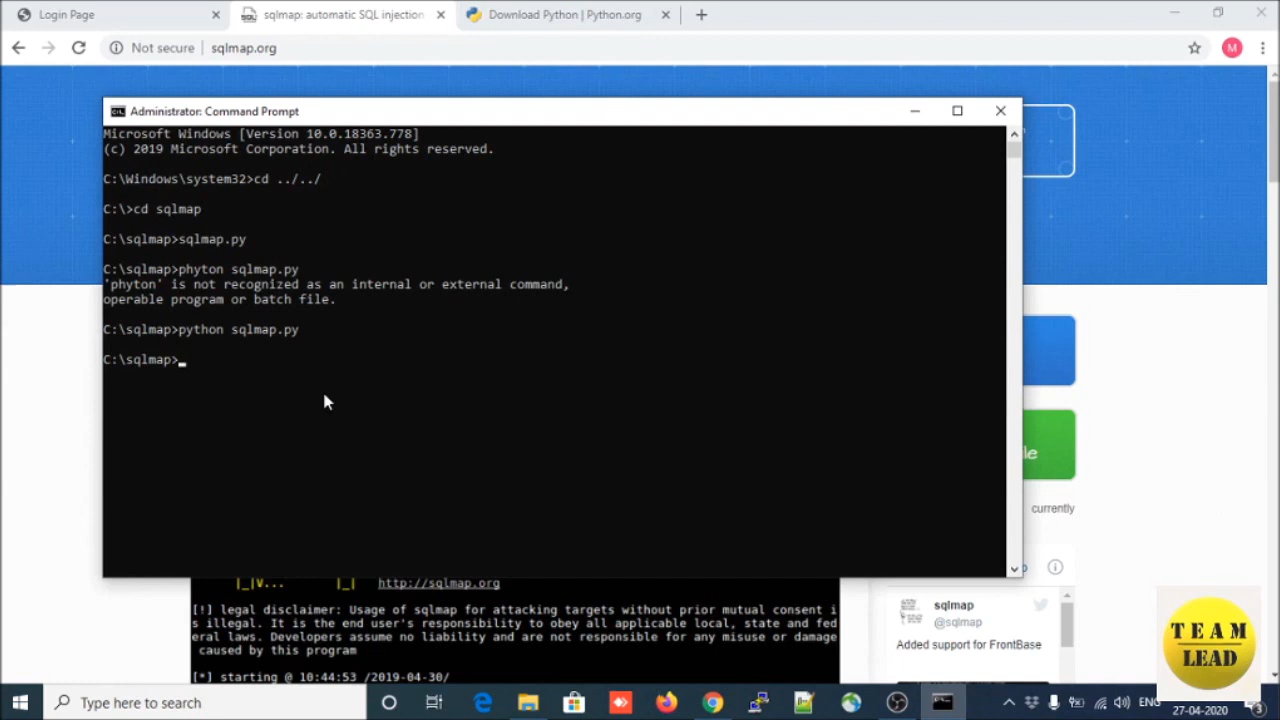 Login Page
sqlmap: automatic SQL injection
Download Python | Python.org
Not secure
sqlmap.org
M
Administrator: Command Prompt
Microsoft Windows [Version 10.0.18363.778]
(c) 2019 Microsoft Corporation. All rights reserved.
C:\Windows\system32>cd ../../
C:\>cd sqlmap
C:\sqlmap>sqlmap.py
C:\sqlmap>phyton sqlmap.py
'phyton' is not recognized as an internal or external command,
operable program or batch file.
C:\sqlmap>python sqlmap.py
C:\sqlmap>_
le
currently
|_|V... |_| http://sqlmap.org
[!] legal disclaimer: Usage of sqlmap for attacking targets without prior mutual consent i
s illegal. It is the end user's responsibility to obey all applicable local, state and fed
eral laws. Developers assume no liability and are not responsible for any misuse or damage
caused by this program
[*] starting @ 10:44:53 /2019-04-30/
sqlmap
@sqlmap
Added support for FrontBase
TEAM
LEAD
Type here to search
ENG
27-04-2020
3